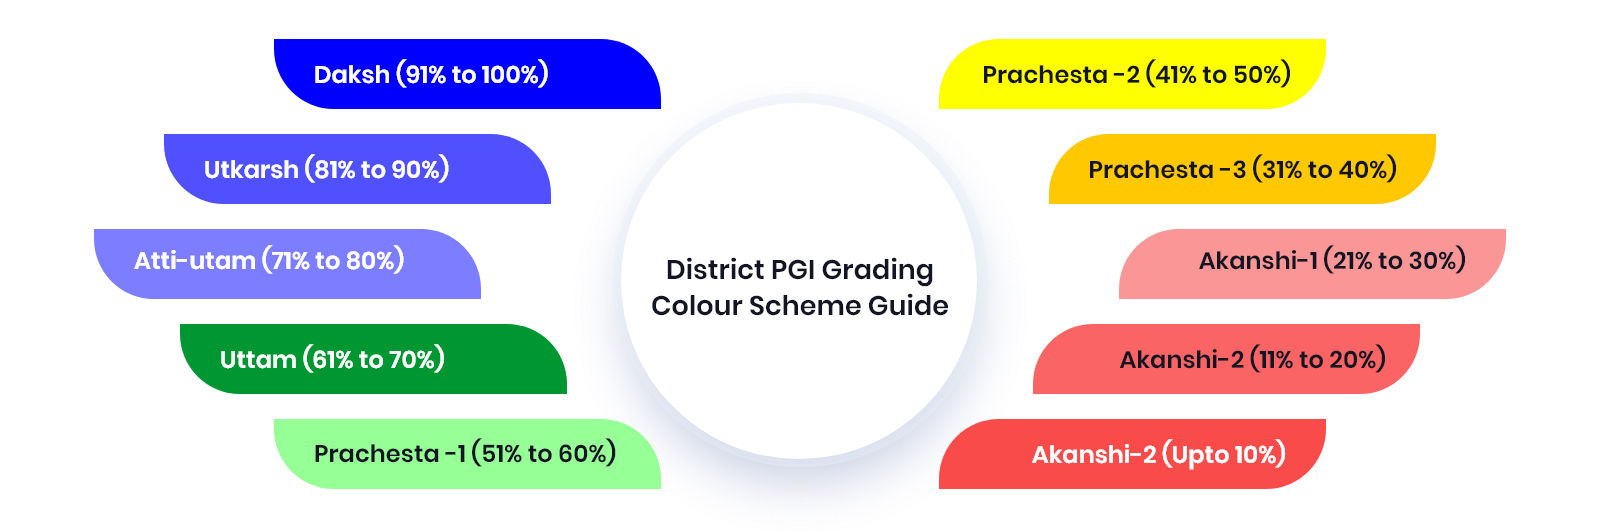 Daksh (91% to 100%)
Utkarsh (81% to 90%)
Atti-utam (71% to 80%)
Uttam (61% to 70%)
Prachesta -1 (51% to 60%)
District PGI Grading
Colour Scheme Guide
Prachesta -2 (41% to 50%)
Prachesta -3 (31% to 40%)
Akanshi-1 (21% to 30%)
Akanshi-2 (11% to 20%)
Akanshi-2 (Upto 10%)